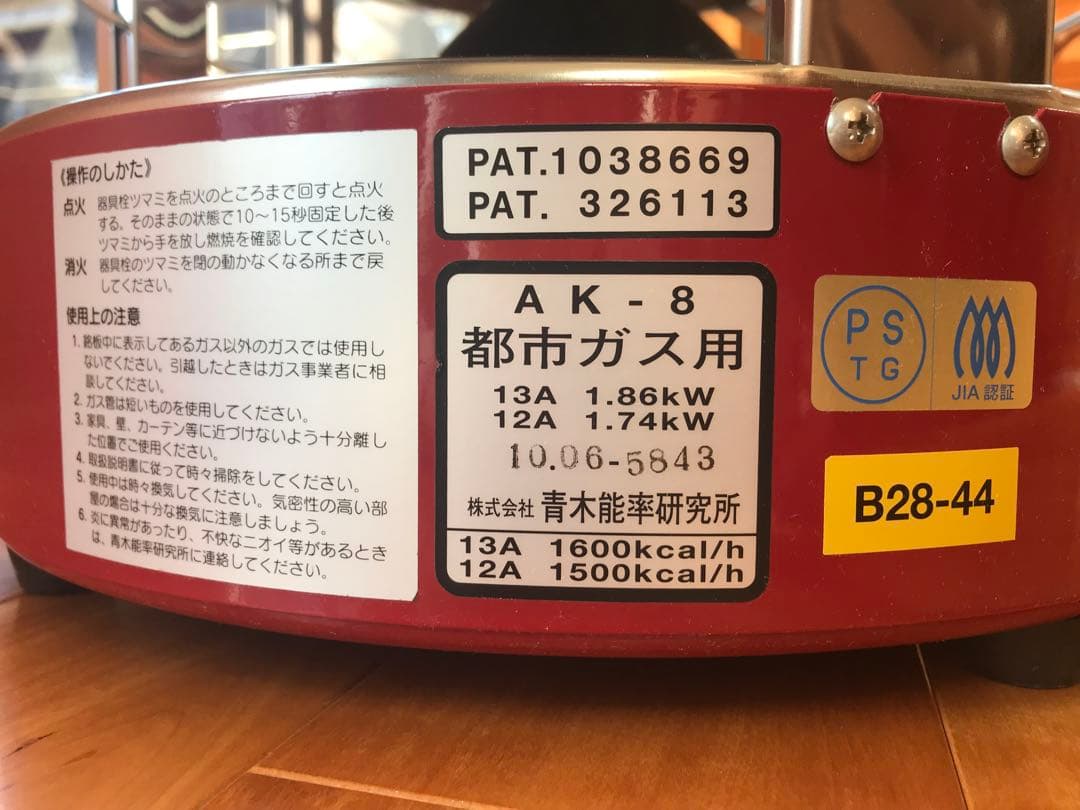 《操作のしかた》
点火 器具栓ツマミを点火のところまで回すと点火
する。そのままの状態で10～15秒固定した後
ツマミから手を放し燃焼を確認してください。
消火 器具栓のツマミを閉の動かなくなる所まで戻
してください。
使用上の注意
1. 銘板中に表示してあるガス以外のガスでは使用し
ないでください。引越したときはガス事業者に相
談してください。
2. ガス管は短いものを使用してください。
3. 家具、壁、カーテン等に近づけないよう十分離し
た位置でご使用ください。
4. 取扱説明書に従って時々掃除をしてください。
5. 使用中は時々換気してください。気密性の高い部
屋の場合は十分な換気に注意しましょう。
6. 炎に異常があったり、不快なニオイ等があるとき
は、青木能率研究所に連絡してください。
PAT.1038669
PAT. 326113
AK-8
都市ガス用
13A 1.86kW
12A 1.74kW
10.06-5843
株式会社 青木能率研究所
13A 1600kcal/h
12A 1500kcal/h
PS
TG
JIA 認証
B28-44